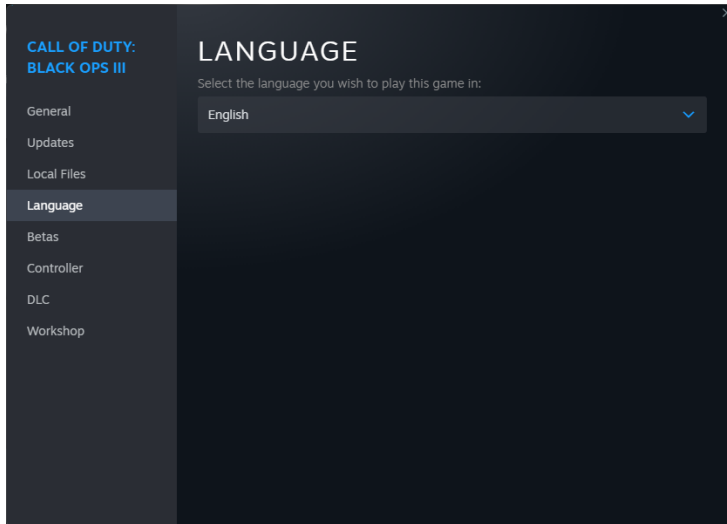 CALL OF DUTY:
BLACK OPS III
General
Updates
Local Files
Language
Betas
Controller
DLC
Workshop
LANGUAGE
Select the language you wish to play this game in:
English